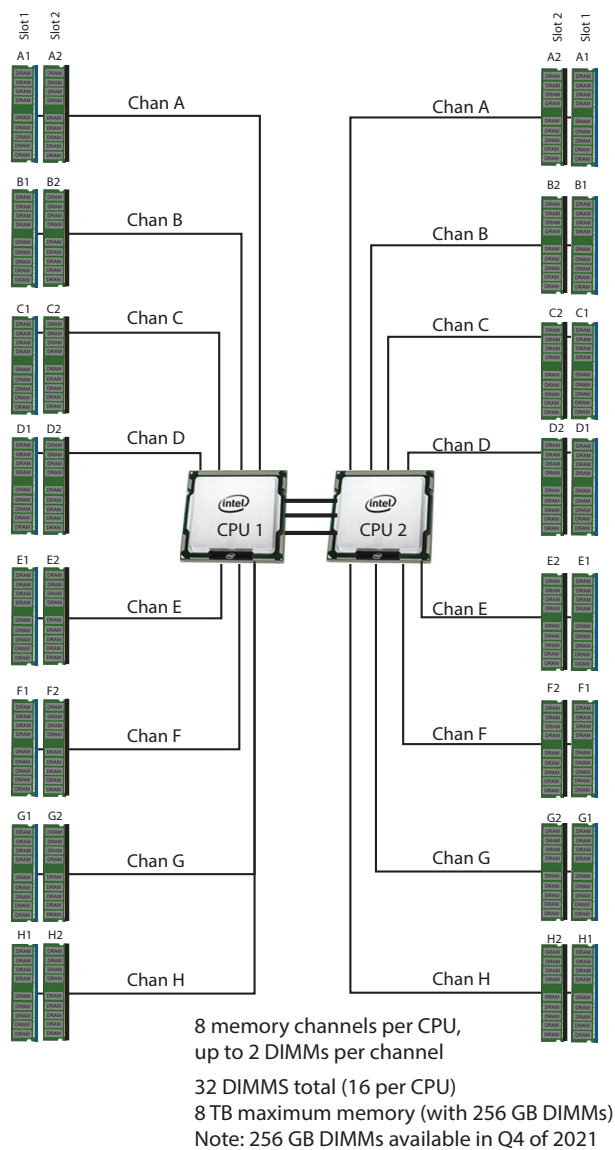 Slot 1
Slot 2
Slot 2
Slot 1
A1 A2
A2 A1
Chan A
Chan A
B1 B2
B2 B1
Chan B
Chan B
C1 C2
C2 C1
Chan C
Chan C
D1 D2
D2 D1
Chan D
Chan D
intel
CPU 1
intel
CPU 2
E1 E2
E2 E1
Chan E
Chan E
F1 F2
F2 F1
Chan F
Chan F
G1 G2
G2 G1
Chan G
Chan G
H1 H2
H2 H1
Chan H
Chan H
DRAM
8 memory channels per CPU,
up to 2 DIMMs per channel
32 DIMMS total (16 per CPU)
8 TB maximum memory (with 256 GB DIMMs)
Note: 256 GB DIMMs available in Q4 of 2021